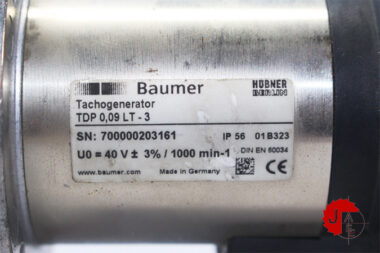 Baumer
HÜBNER
BERLIN
Tachogenerator
TDP 0,09 LT - 3
SN: 700000203161
IP 56 01B323
U0 = 40 V ± 3% / 1000 min-1
DIN EN 60034
www.baumer.com
Made in Germany
CE